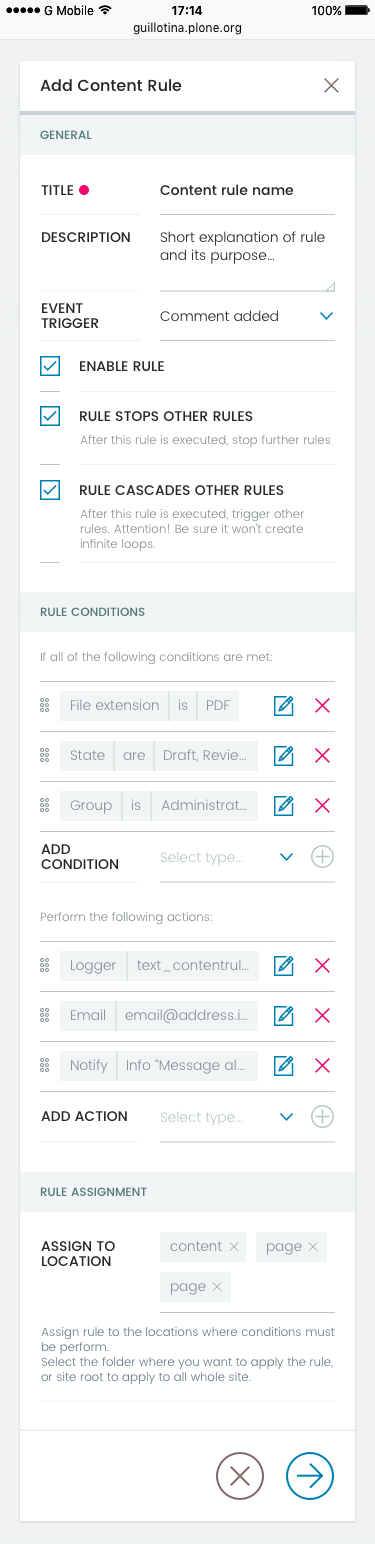 G Mobile 17:14 100%
guillotina.plone.org
Add Content Rule
GENERAL
TITLE Content rule name
DESCRIPTION Short explanation of rule
and its purpose...
EVENT
TRIGGER Comment added
ENABLE RULE
RULE STOPS OTHER RULES
After this rule is executed, stop further rules
RULE CASCADES OTHER RULES
After this rule is executed, trigger other
rules. Attention! Be sure it won't create
infinite loops.
RULE CONDITIONS
If all of the following conditions are met:
File extension is PDF
State are Draft, Revie...
Group is Administrat...
ADD
CONDITION Select type...
Perform the following actions:
Logger text_contentrul...
Email email@address.i...
Notify Info "Message al...
ADD ACTION Select type...
RULE ASSIGNMENT
ASSIGN TO
LOCATION
content page
page
Assign rule to the locations where conditions must
be perform.
Select the folder where you want to apply the rule,
or site root to apply to all whole site.